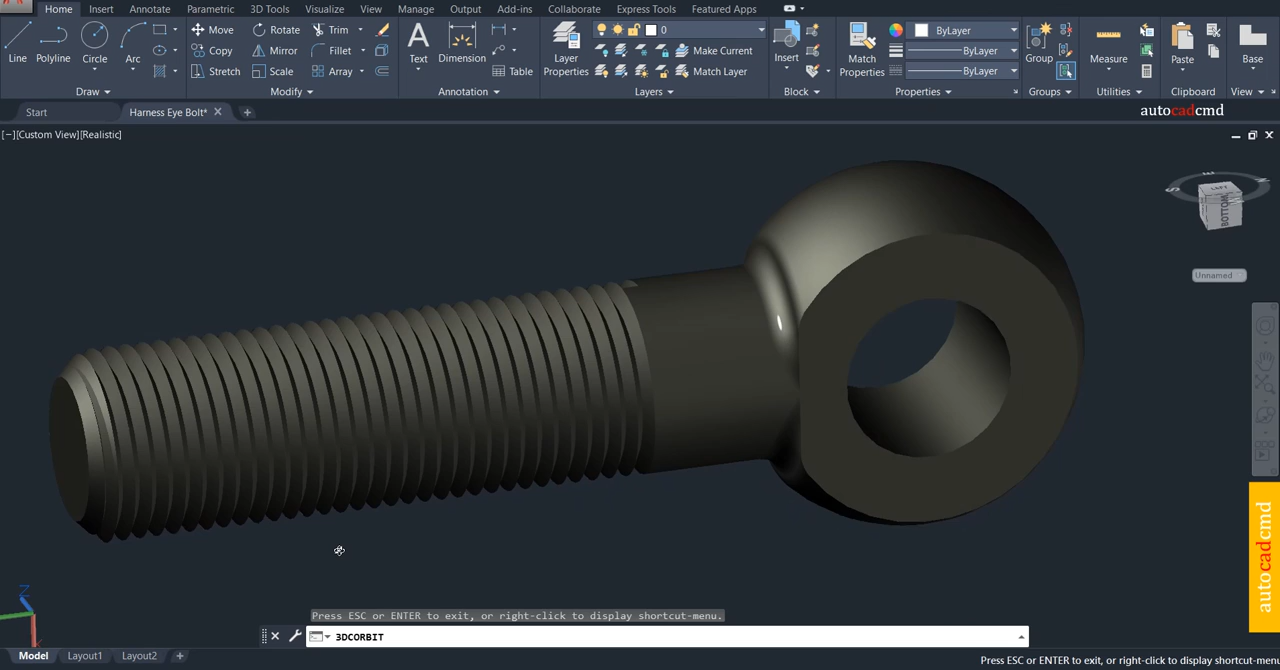 Home Insert Annotate Parametric 3D Tools Visualize View Manage Output Add-ins Collaborate Express Tools Featured Apps
Line Polyline Circle Arc
Move Rotate Trim
Copy Mirror Fillet
Stretch Scale Array
Text Dimension Table
Layer Properties
0
Make Current
Match Layer
Insert
Match Properties
ByLayer
ByLayer
ByLayer
Group
Measure
Paste
Base
Draw Modify Annotation Layers Block Properties Groups Utilities Clipboard View
Start Harness Eye Bolt*
autocadcmd
[−][Custom View][Realistic]
S E N
LEFT
BOTTOM
Unnamed
autocadcmd
Z
Press ESC or ENTER to exit, or right-click to display shortcut-menu.
3DCORBIT
Model Layout1 Layout2
Press ESC or ENTER to exit, or right-click to display shortcut-menu